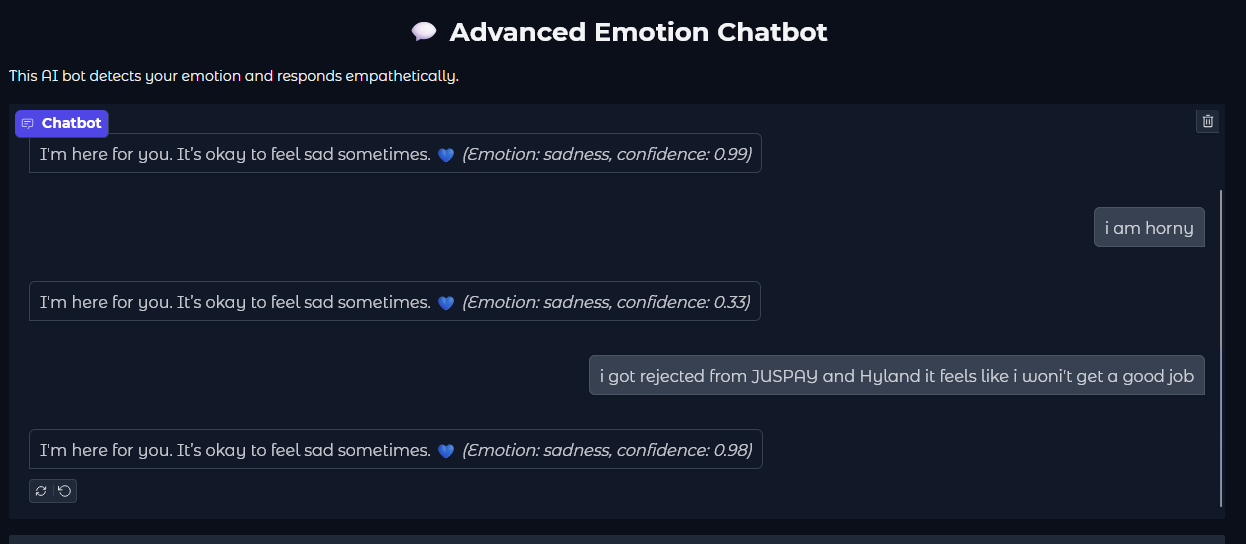 💬 Advanced Emotion Chatbot
This AI bot detects your emotion and responds empathetically.
Chatbot
I'm here for you. It's okay to feel sad sometimes. 💙 (Emotion: sadness, confidence: 0.99)
i am horny
I'm here for you. It's okay to feel sad sometimes. 💙 (Emotion: sadness, confidence: 0.33)
i got rejected from JUSPAY and Hyland it feels like i woni't get a good job
I'm here for you. It's okay to feel sad sometimes. 💙 (Emotion: sadness, confidence: 0.98)